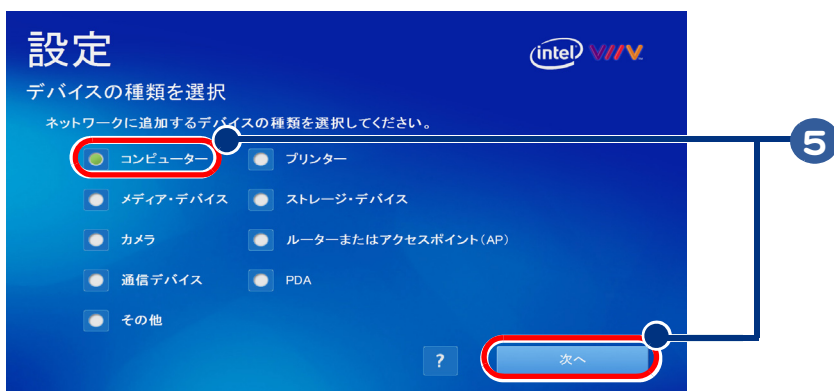 設定
intel VIIV
デバイスの種類を選択
ネットワークに追加するデバイスの種類を選択してください。
コンピューター プリンター
メディア・デバイス ストレージ・デバイス
カメラ ルーターまたはアクセスポイント(AP)
通信デバイス PDA
その他
? 次へ
5